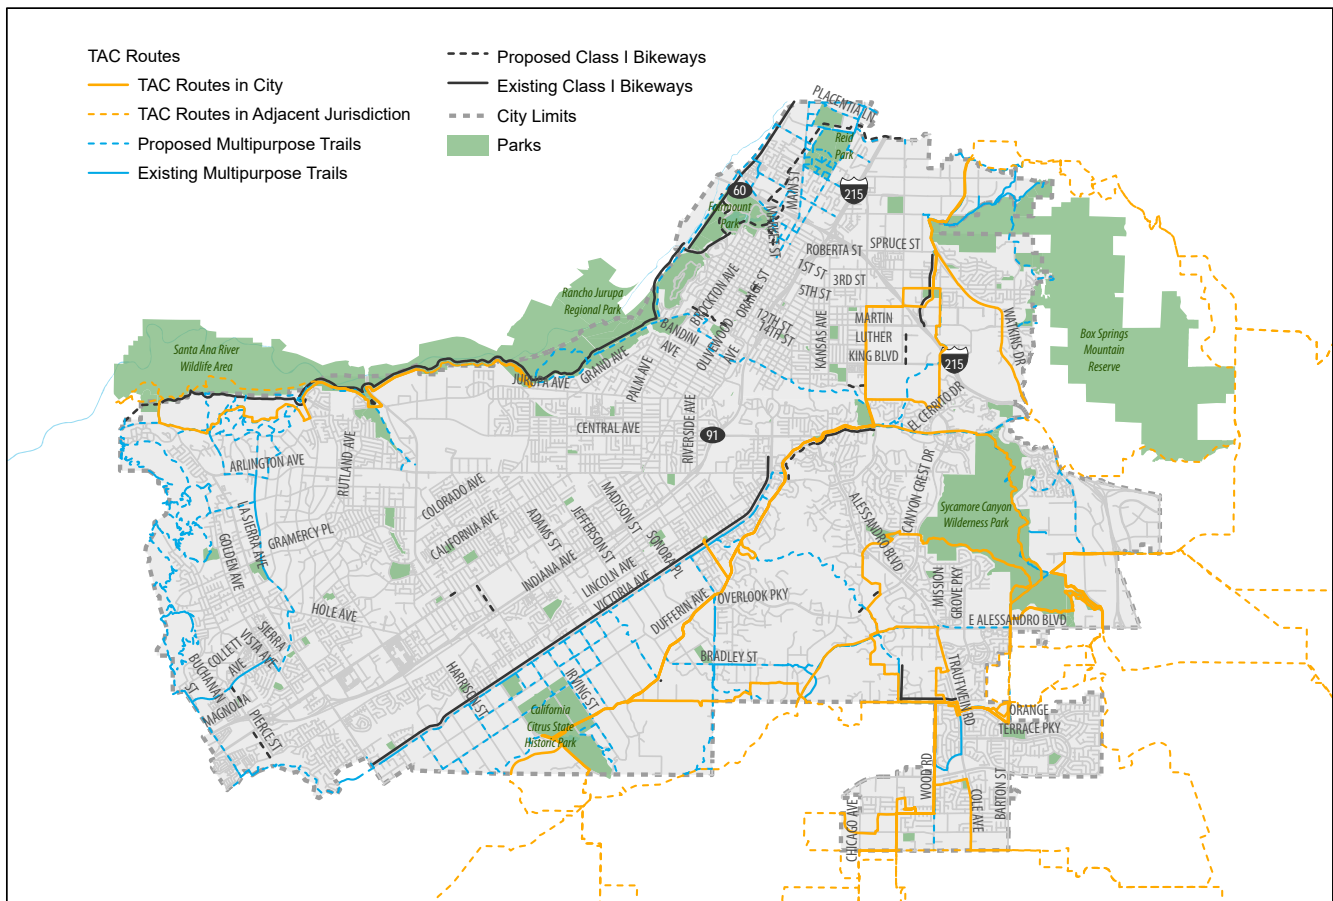 TAC Routes
TAC Routes in City
TAC Routes in Adjacent Jurisdiction
Proposed Multipurpose Trails
Existing Multipurpose Trails
Proposed Class I Bikeways
Existing Class I Bikeways
City Limits
Parks
PLACENTIA LN
Reid
Park
MAIN ST
60
215
Fairmount
Park
ROBERTA ST
SPRUCE ST
1ST ST
3RD ST
5TH ST
BROCKTON AVE
ORANGE ST
12TH ST
14TH ST
Rancho Jurupa
Regional Park
BANDINI
AVE
OLIVEWOOD
AVE
KANSAS AVE
MARTIN
LUTHER
KING BLVD
WATKINS DR
215
Box Springs
Mountain
Reserve
Santa Ana River
Wildlife Area
JURUPA AVE
GRAND AVE
PALM AVE
EL CERRITO DR
CENTRAL AVE
RIVERSIDE AVE
91
ARLINGTON AVE
RUTLAND AVE
COLORADO AVE
CALIFORNIA AVE
MADISON ST
JEFFERSON ST
ADAMS ST
SONORA PL
ALESSANDRO BLVD
CANYON CREST DR
Sycamore Canyon
Wilderness Park
LA SIERRA AVE
GOLDEN AVE
GRAMERCY PL
INDIANA AVE
LINCOLN AVE
VICTORIA AVE
DUFFERIN AVE
OVERLOOK PKY
MISSION
GROVE PKY
HOLE AVE
E ALESSANDRO BLVD
SIERRA
VISTA AVE
COLLETT
AVE
BUCHANAN
ST
MAGNOLIA
PIERCE ST
HARRISON ST
IRVING ST
BRADLEY ST
TRAUTWEIN RD
California
Citrus State
Historic Park
ORANGE
TERRACE PKY
WOOD RD
COLE AVE
BARTON ST
CHICAGO AVE